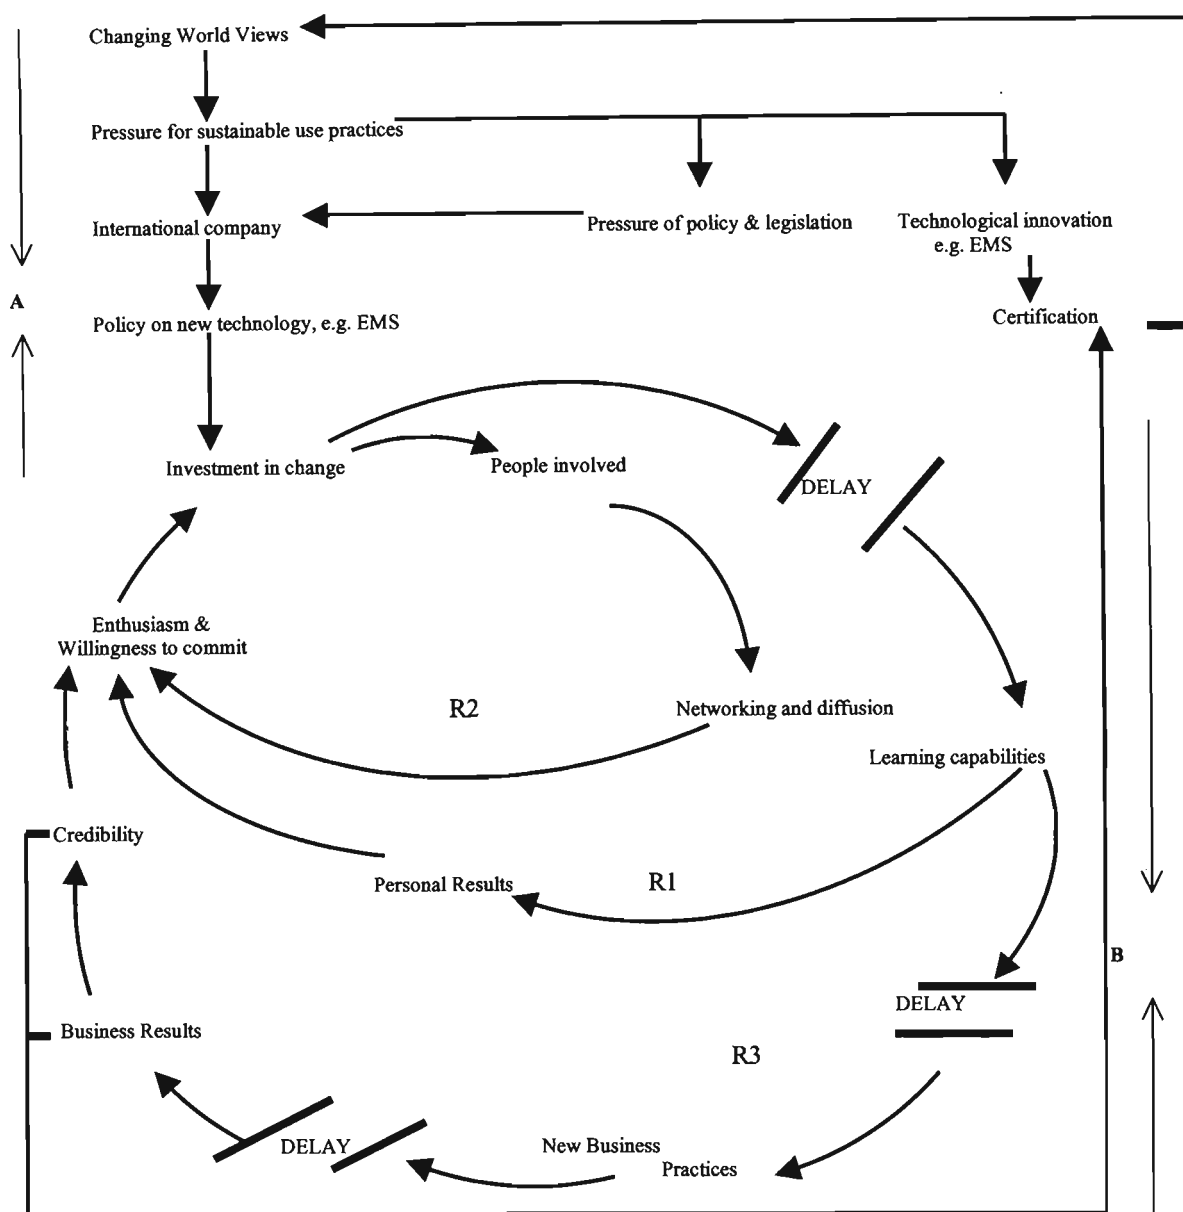 Changing World Views
Pressure for sustainable use practices
International company
Pressure of policy & legislation
Technological innovation
e.g. EMS
A
Policy on new technology, e.g. EMS
Certification
Investment in change
People involved
DELAY
Enthusiasm &
Willingness to commit
R2
Networking and diffusion
Learning capabilities
Credibility
Personal Results
R1
B
DELAY
Business Results
R3
DELAY
New Business
Practices